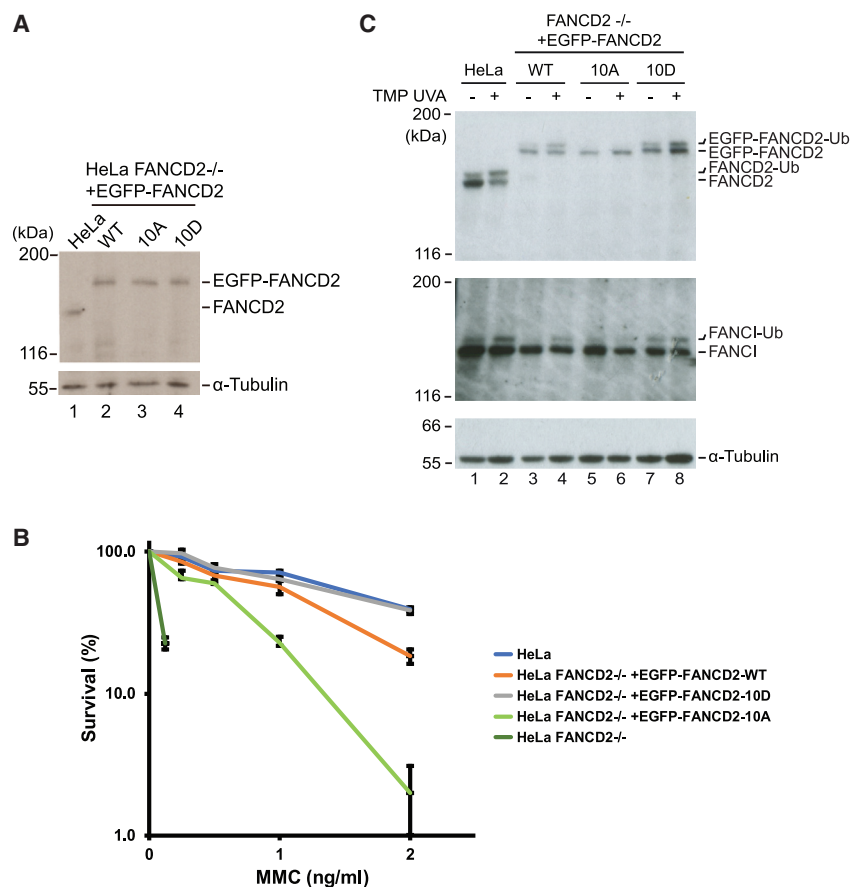 A
HeLa FANCD2-/-
+EGFP-FANCD2
(kDa)
HeLa WT 10A 10D
200
EGFP-FANCD2
FANCD2
116
55
α-Tubulin
1 2 3 4
C
FANCD2 -/-
+EGFP-FANCD2
HeLa WT 10A 10D
TMP UVA - + - + - + - +
200
(kDa)
EGFP-FANCD2-Ub
EGFP-FANCD2
FANCD2-Ub
FANCD2
116
200
FANCI-Ub
FANCI
116
66
55
α-Tubulin
1 2 3 4 5 6 7 8
B
100.0
10.0
1.0
Survival (%)
0 1 2
MMC (ng/ml)
HeLa
HeLa FANCD2-/- +EGFP-FANCD2-WT
HeLa FANCD2-/- +EGFP-FANCD2-10D
HeLa FANCD2-/- +EGFP-FANCD2-10A
HeLa FANCD2-/-